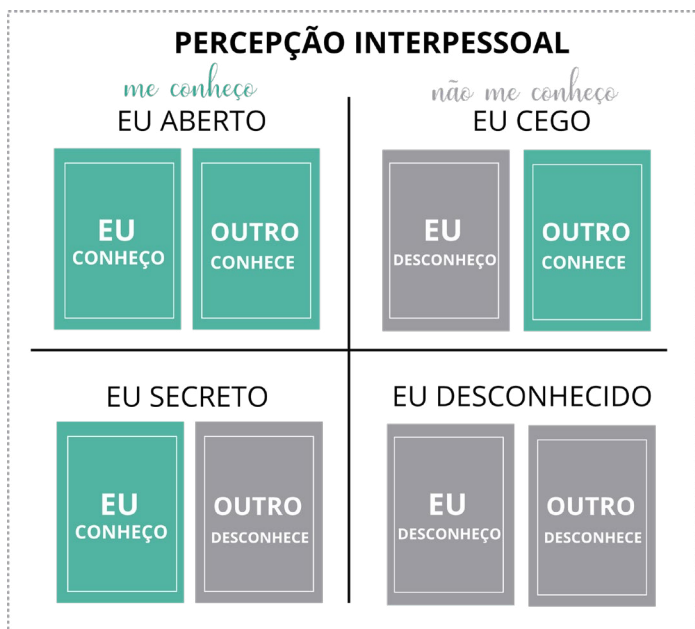 PERCEPÇÃO INTERPESSOAL
me conheço
EU ABERTO
EU
CONHEÇO
OUTRO
CONHECE
não me conheço
EU CEGO
EU
DESCONHEÇO
OUTRO
CONHECE
EU SECRETO
EU
CONHEÇO
OUTRO
DESCONHECE
EU DESCONHECIDO
EU
DESCONHEÇO
OUTRO
DESCONHECE